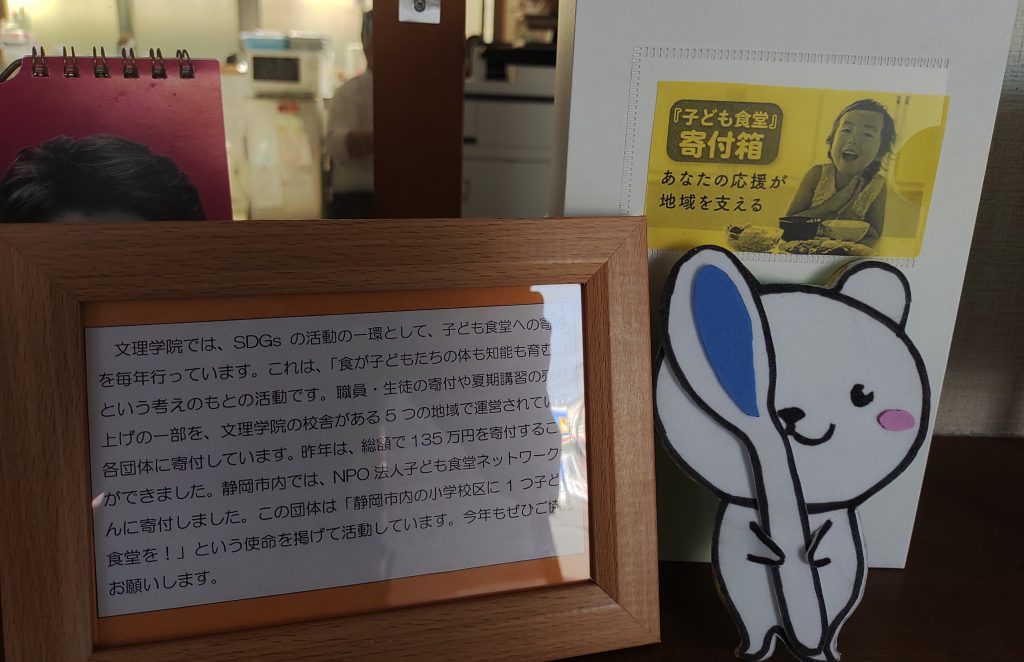 『子ども食堂』
寄付箱
あなたの応援が
地域を支える
文理学院では、SDGs の活動の一環として、子ども食堂への寄
を毎年行っています。これは、「食が子どもたちの体も知能も育む
という考えのもとの活動です。職員・生徒の寄付や夏期講習の売
上げの一部を、文理学院の校舎がある5つの地域で運営されてい
各団体に寄付しています。昨年は、総額で135万円を寄付するこ
ができました。静岡市内では、NPO法人子ども食堂ネットワーク
んに寄付しました。この団体は「静岡市内の小学校区に1つ子ど
食堂を！」という使命を掲げて活動しています。今年もぜひご協
お願いします。